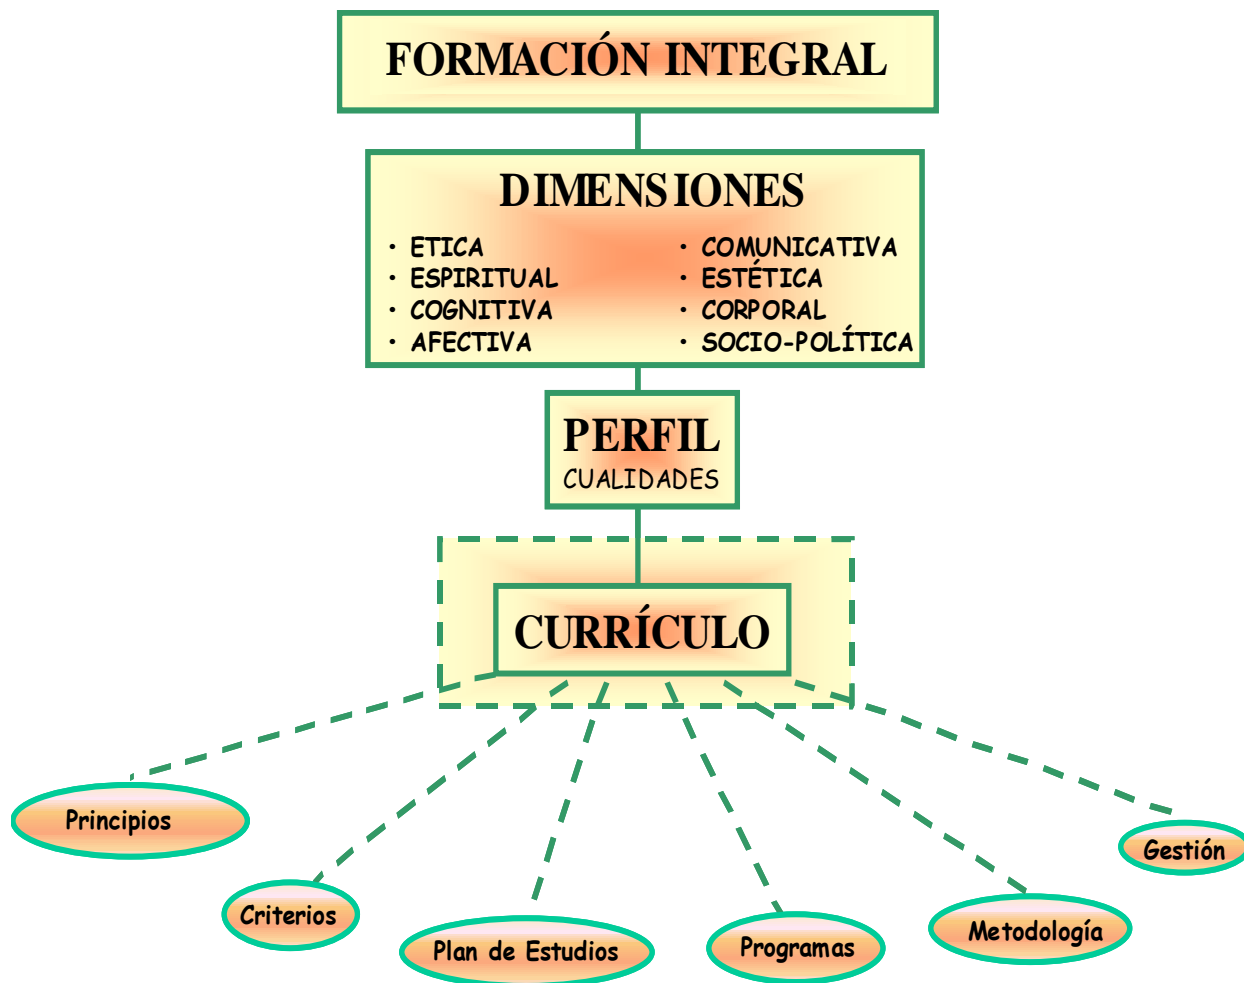 FORMACIÓN INTEGRAL
DIMENSIONES
• ETICA
• ESPIRITUAL
• COGNITIVA
• AFECTIVA
• COMUNICATIVA
• ESTÉTICA
• CORPORAL
• SOCIO-POLÍTICA
PERFIL
CUALIDADES
CURRÍCULO
Principios
Criterios
Plan de Estudios
Programas
Metodología
Gestión